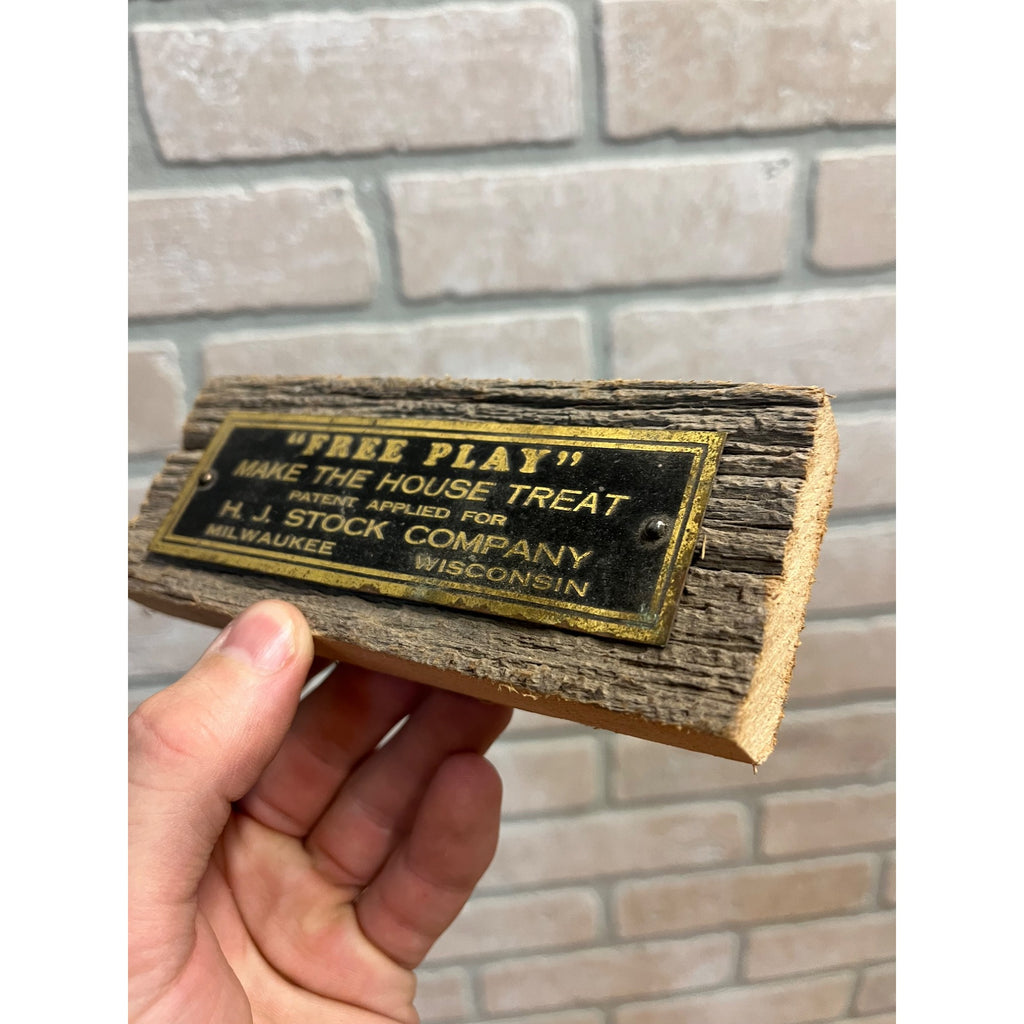 "FREE PLAY"
MAKE THE HOUSE TREAT
PATENT APPLIED FOR
H. J. STOCK COMPANY
MILWAUKEE WISCONSIN